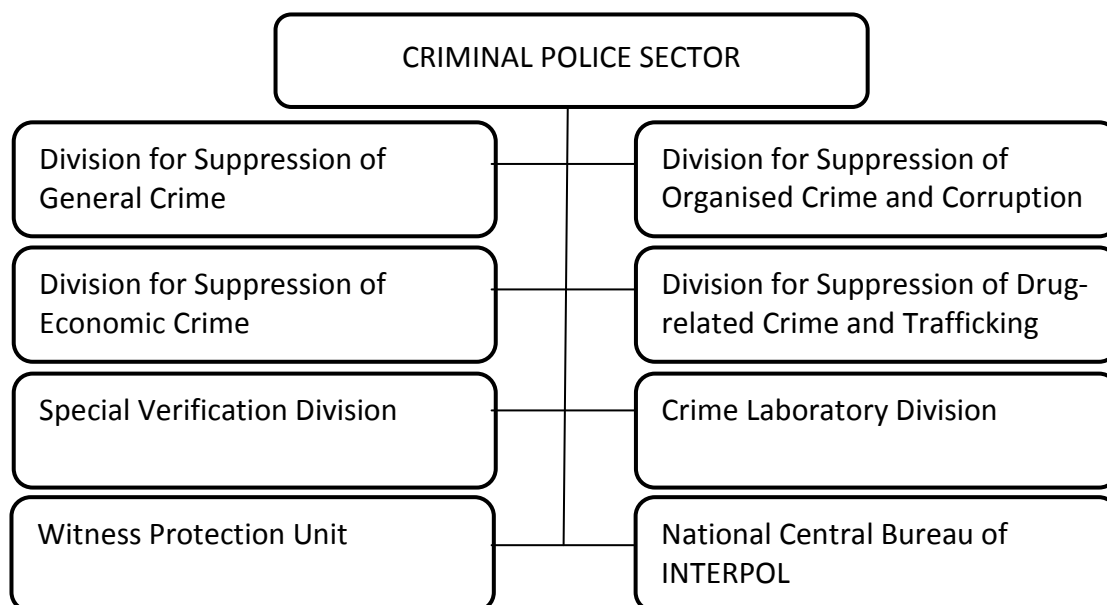 CRIMINAL POLICE SECTOR
Division for Suppression of
General Crime
Division for Suppression of
Organised Crime and Corruption
Division for Suppression of
Economic Crime
Division for Suppression of Drug-
related Crime and Trafficking
Special Verification Division
Crime Laboratory Division
Witness Protection Unit
National Central Bureau of
INTERPOL